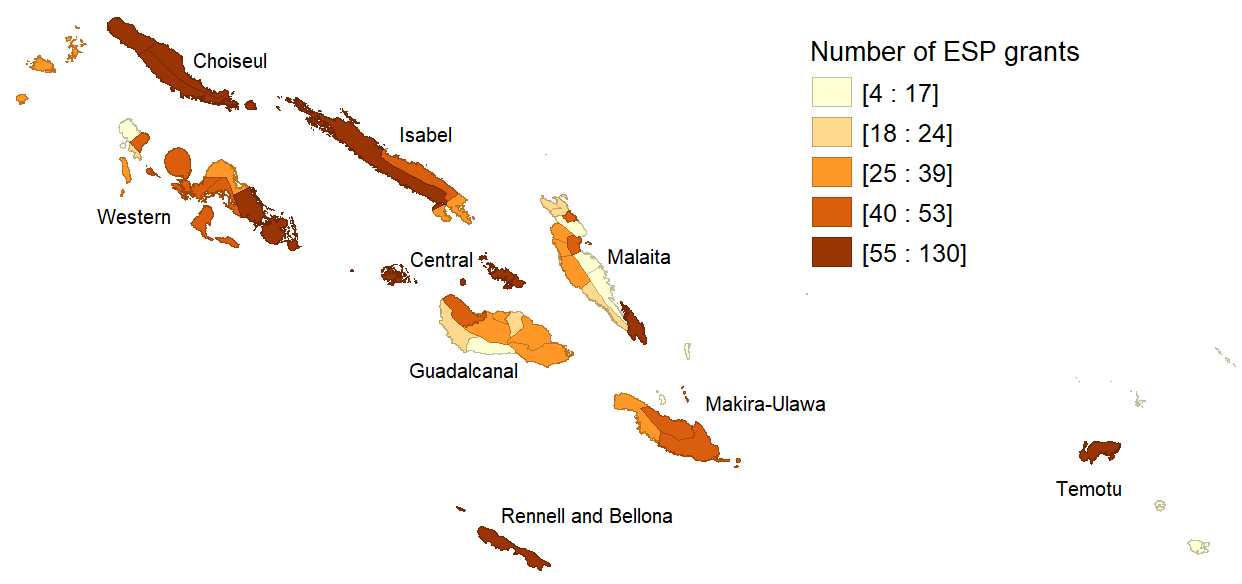 Number of ESP grants
[4 : 17]
[18 : 24]
[25 : 39]
[40 : 53]
[55 : 130]
Choiseul
Isabel
Western
Central
Malaita
Guadalcanal
Makira-Ulawa
Temotu
Rennell and Bellona